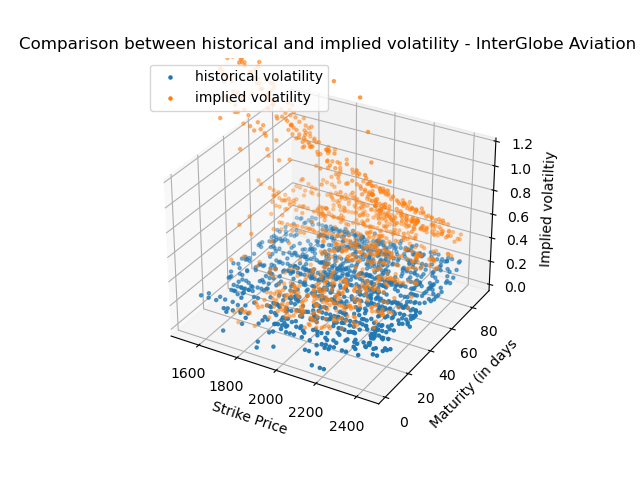 Comparison between historical and implied volatility - InterGlobe Aviation
historical volatility
implied volatility
1.2
1.0
0.8
0.6
0.4
0.2
0.0
Implied volatiltiy
80
60
40
20
0
Maturity (in days
1600
1800
2000
2200
2400
Strike Price